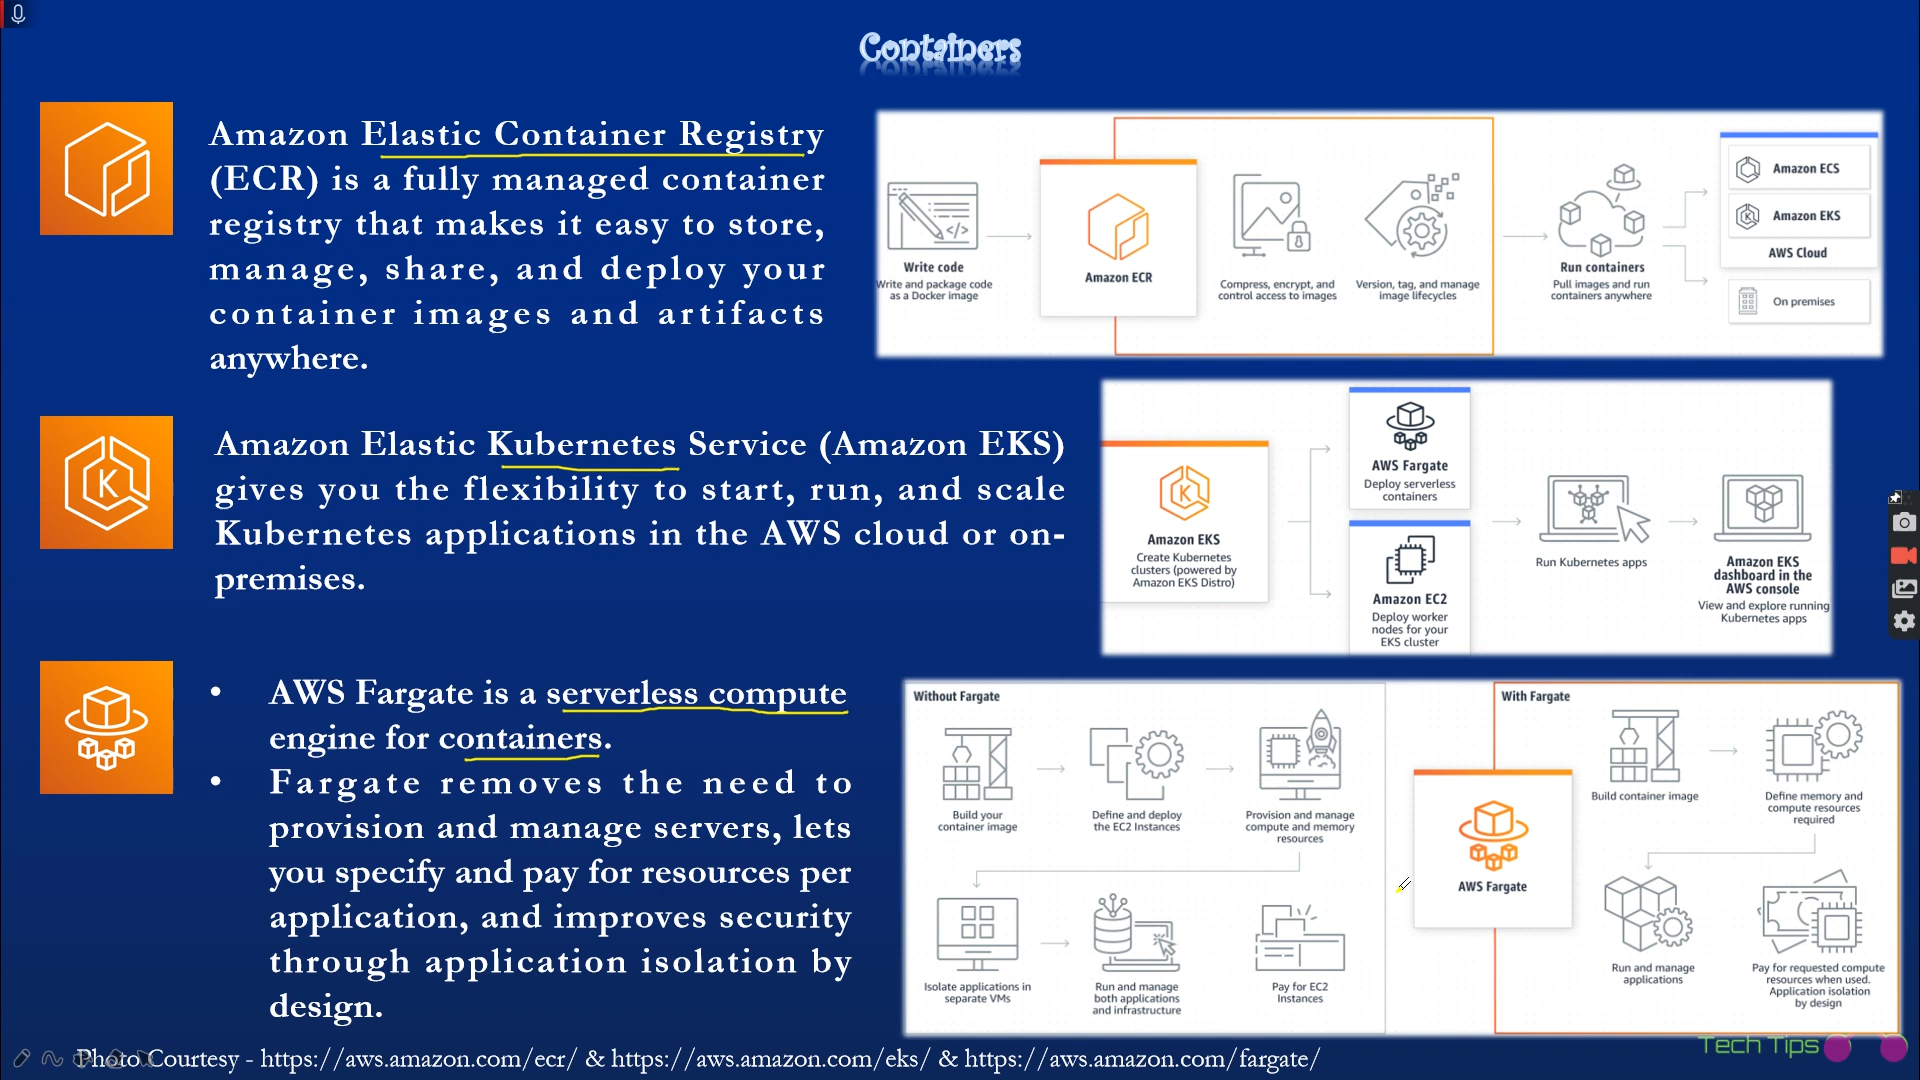 Containers
Amazon Elastic Container Registry
(ECR) is a fully managed container
registry that makes it easy to store,
manage, share, and deploy your
container images and artifacts
anywhere.
Write code
Write and package code
as a Docker image
Amazon ECR
Compress, encrypt, and
control access to images
Version, tag, and manage
image lifecycles
Run containers
Pull images and run
containers anywhere
Amazon ECS
Amazon EKS
AWS Cloud
On premises
Amazon Elastic Kubernetes Service (Amazon EKS)
gives you the flexibility to start, run, and scale
Kubernetes applications in the AWS cloud or on-
premises.
Amazon EKS
Create Kubernetes
clusters (powered by
Amazon EKS Distro)
AWS Fargate
Deploy serverless
containers
Amazon EC2
Deploy worker
nodes for your
EKS cluster
Run Kubernetes apps
Amazon EKS
dashboard in the
AWS console
View and explore running
Kubernetes apps
• AWS Fargate is a serverless compute
engine for containers.
• Fargate removes the need to
provision and manage servers, lets
you specify and pay for resources per
application, and improves security
through application isolation by
design.
Without Fargate
Build your
container image
Define and deploy
the EC2 Instances
Provision and manage
compute and memory
resources
Isolate applications in
separate VMs
Run and manage
both applications
and infrastructure
Pay for EC2
Instances
AWS Fargate
With Fargate
Build container image
Define memory and
compute resources
required
Run and manage
applications
Pay for requested compute
resources when used.
Application isolation
by design
Photo Courtesy - https://aws.amazon.com/ecr/ & https://aws.amazon.com/eks/ & https://aws.amazon.com/fargate/
Tech Tips